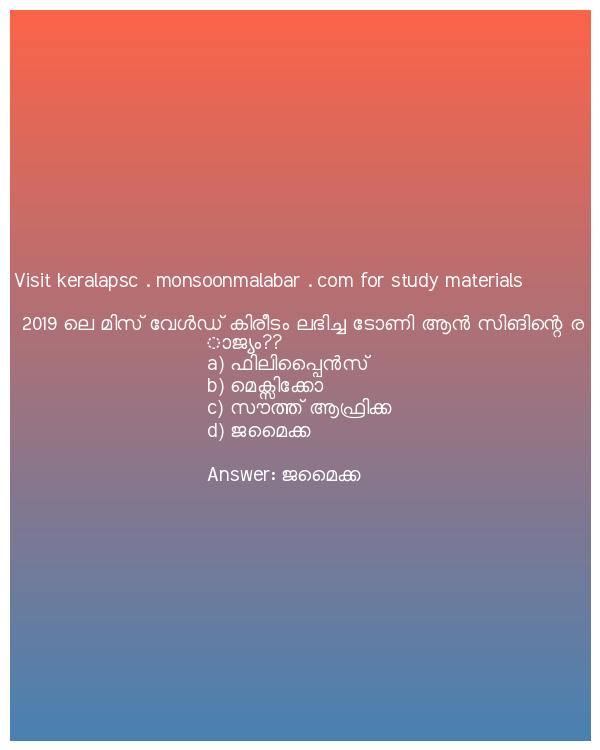 Visit keralapsc . monsoonmalabar . com for study materials
2019 ലെ മിസ് വേൾഡ് കിരീടം ലഭിച്ച ടോണി ആൻ സിങിന്റെ ര
ാജ്യം??
a) ഫിലിപ്പൈൻസ്
b) മെക്സിക്കോ
c) സൗത്ത് ആഫ്രിക്ക
d) ജമൈക്ക
Answer: ജമൈക്ക